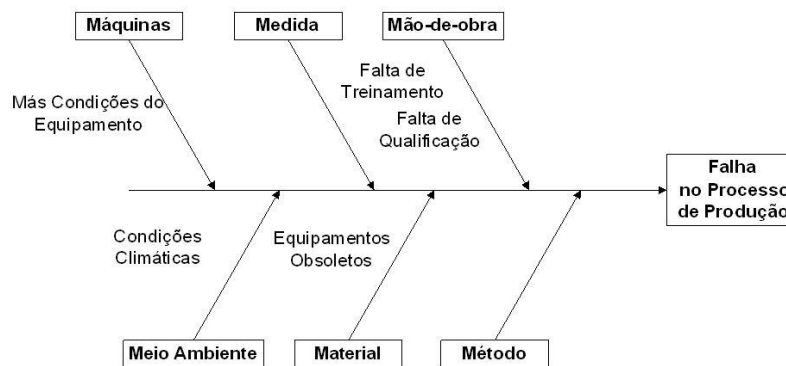 Máquinas
Medida
Mão-de-obra
Más Condições do
Equipamento
Falta de
Treinamento
Falta de
Qualificação
Falha
no Processo
de Produção
Condições
Climáticas
Equipamentos
Obsoletos
Meio Ambiente
Material
Método